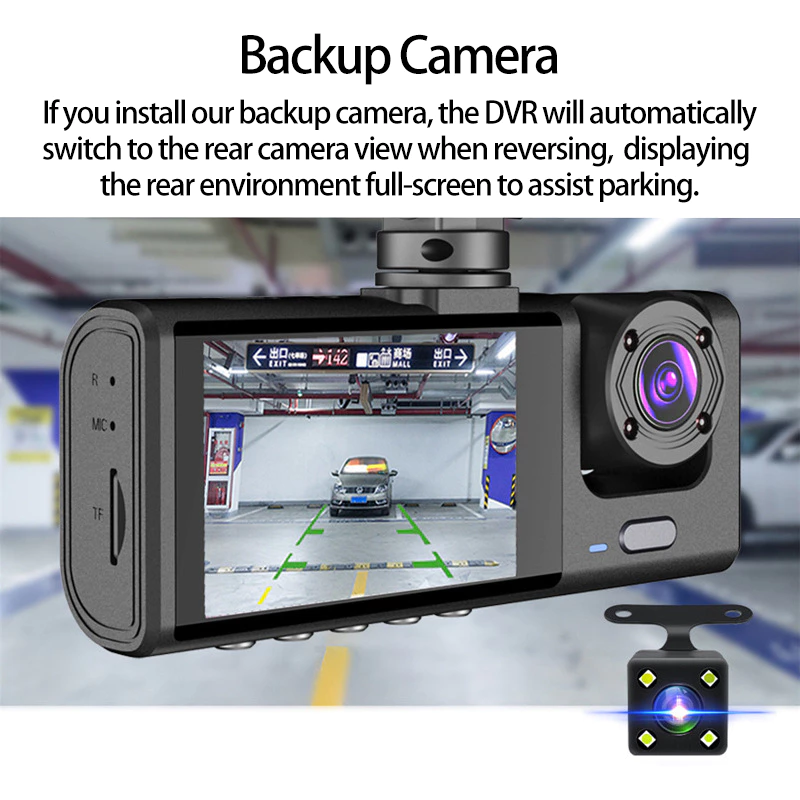 Backup Camera
If you install our backup camera, the DVR will automatically
switch to the rear camera view when reversing, displaying
the rear environment full-screen to assist parking.
出口 142 商场 出口
EXIT MALL EXIT
R
MIC
TF